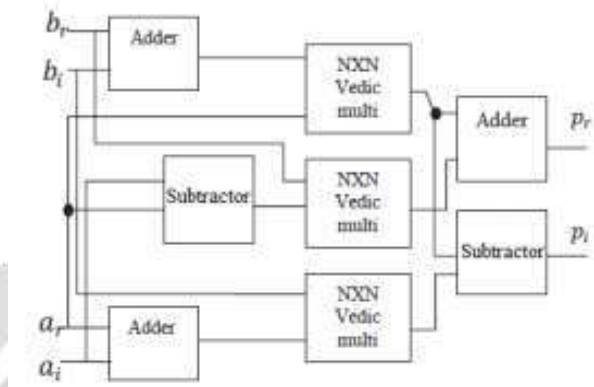 b_r
Adder
b_i
NXN
Vedic
multi
Adder
p_r
NXN
Vedic
multi
Subtractor
Subtractor
p_i
NXN
Vedic
multi
a_r
Adder
a_i